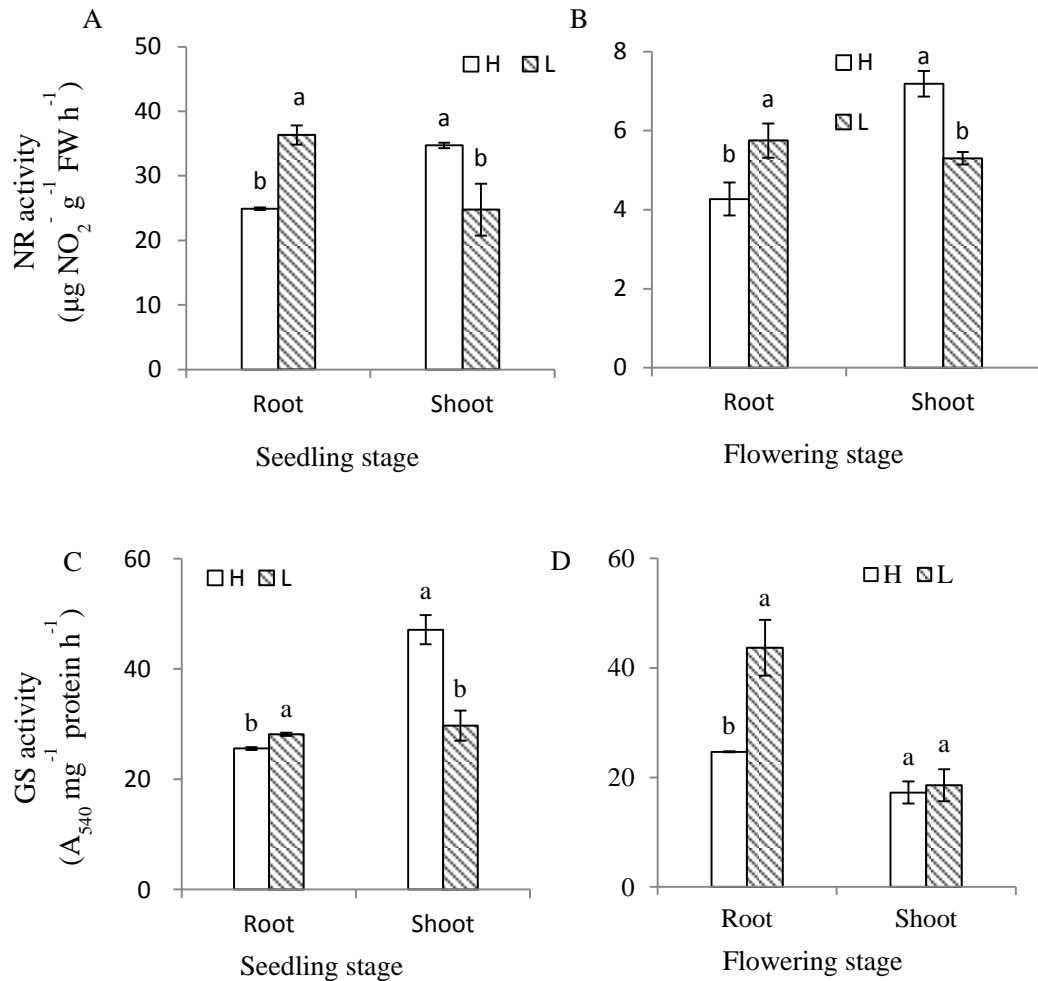 A
NR activity
(µg NO₂⁻ g⁻¹ FW h⁻¹)
50
40
30
20
10
0
H L
b a a b
Root Shoot
Seedling stage
B
8
6
4
2
0
H
L
b a a b
Root Shoot
Flowering stage
C
GS activity
(A₅₄₀ mg⁻¹ protein h⁻¹)
60
40
20
0
H L
b a a b
Root Shoot
Seedling stage
D
60
40
20
0
H L
b a a a
Root Shoot
Flowering stage